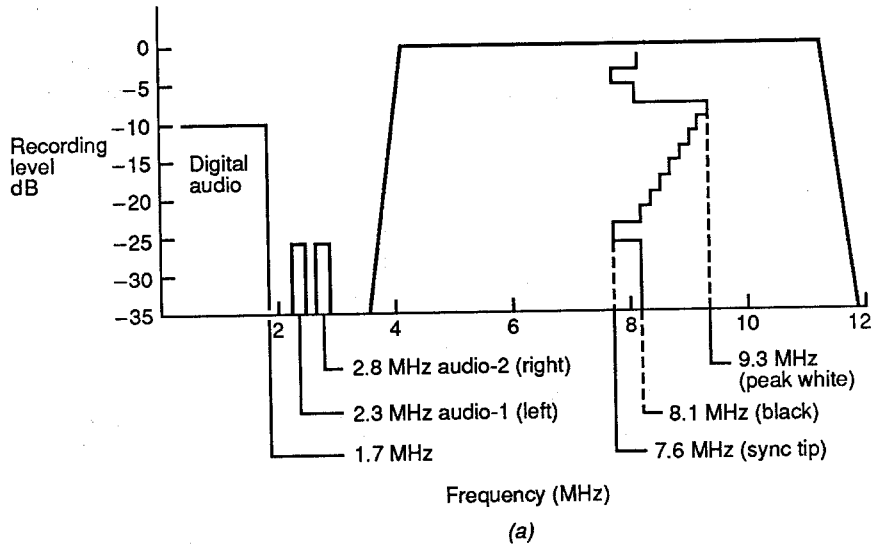 0
−5
−10
−15
−20
−25
−30
−35
Recording
level
dB
Digital
audio
2
4
6
8
10
12
2.8 MHz audio-2 (right)
2.3 MHz audio-1 (left)
1.7 MHz
9.3 MHz
(peak white)
8.1 MHz (black)
7.6 MHz (sync tip)
Frequency (MHz)
(a)